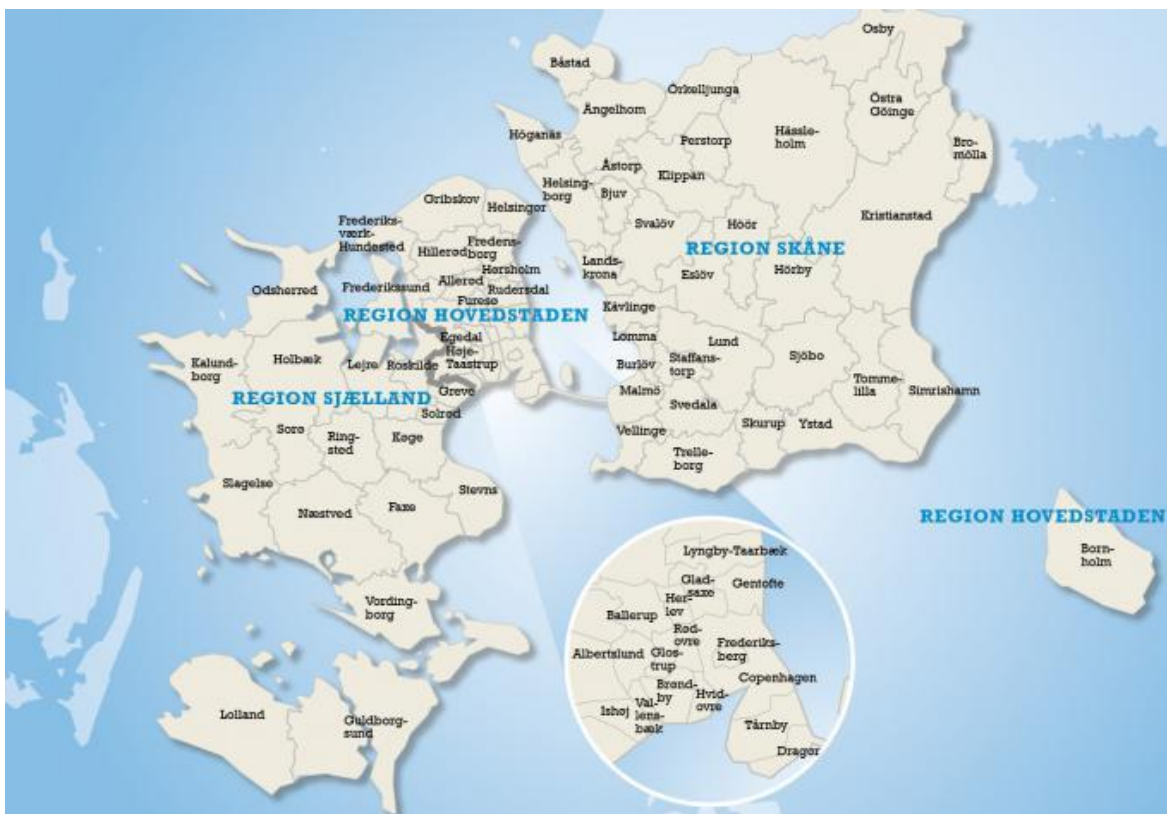 Osby
Båstad
Örkelljunga
Östra
Göinge
Ängelhom
Hässle-
holm
Höganäs
Perstorp
Bro-
mölla
Åstorp
Klippan
Helsing-
borg
Bjuv
Kristianstad
Gribskov
Helsingør
Svalöv
Höör
Frederiks-
værk-
Hundested
REGION SKÅNE
Hillerød
Fredens-
borg
Lands-
krona
Eslöv
Hörby
Hørsholm
Allerød
Rudersdal
Odsherred
Frederikssund
Furesø
REGION HOVEDSTADEN
Kävlinge
Egedal
Lomma
Lund
Høje-
Taastrup
Kalund-
borg
Holbæk
Lejre
Roskilde
Burlöv
Staffans-
torp
Sjöbo
Tomme-
lilla
Simrishamn
Greve
Malmö
REGION SJÆLLAND
Svedala
Solrød
Sorø
Ring-
sted
Køge
Vellinge
Skurup
Ystad
Trelle-
borg
Slagelse
Stevns
Næstved
Faxe
REGION HOVEDSTADEN
Born-
holm
Vording-
borg
Lolland
Guldborg-
sund
Lyngby-Taarbæk
Glad-
saxe
Gentofte
Her-
lev
Ballerup
Rød-
ovre
Frederiks-
berg
Albertslund
Glos-
trup
Copenhagen
Brønd-
by
Hvid-
ovre
Ishøj
Val-
lens-
bæk
Tårnby
Dragør